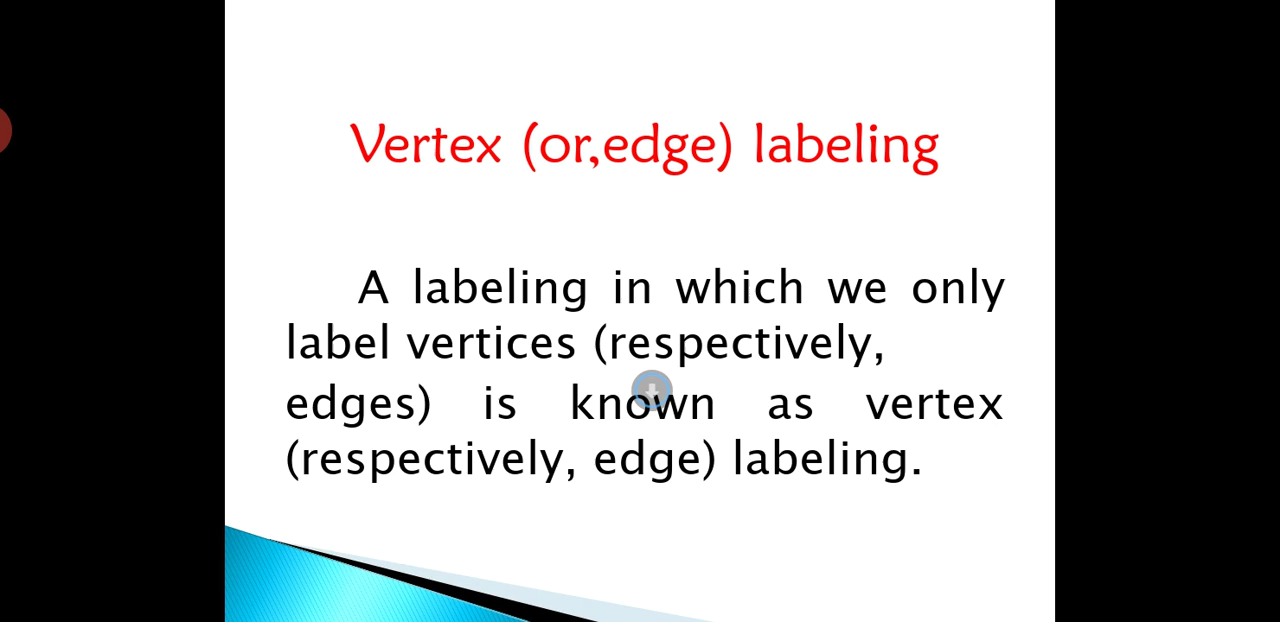 Vertex (or,edge) labeling
A labeling in which we only
label vertices (respectively,
edges) is known as vertex
(respectively, edge) labeling.